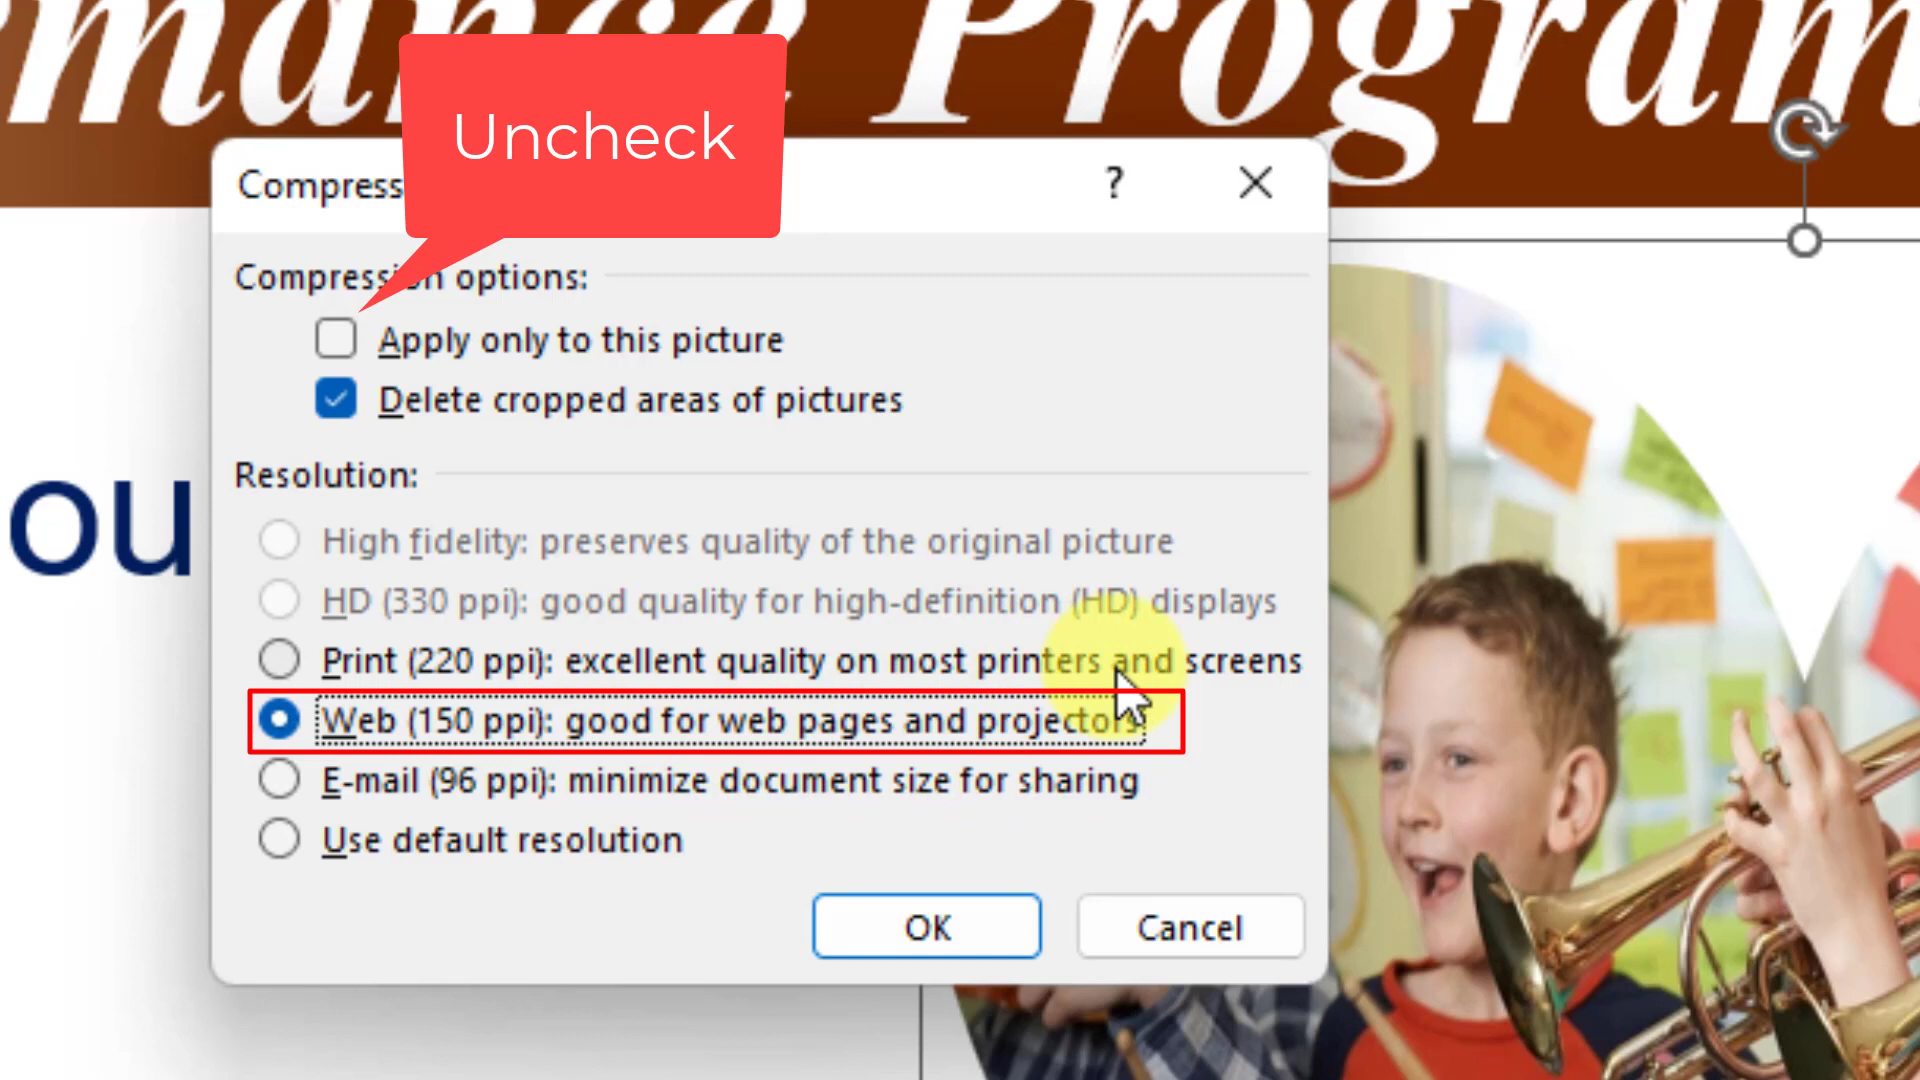 Program
Uncheck
Compress
Compression options:
Apply only to this picture
Delete cropped areas of pictures
Resolution:
High fidelity: preserves quality of the original picture
HD (330 ppi): good quality for high-definition (HD) displays
ou
Print (220 ppi): excellent quality on most printers and screens
Web (150 ppi): good for web pages and projectors
E-mail (96 ppi): minimize document size for sharing
Use default resolution
OK Cancel